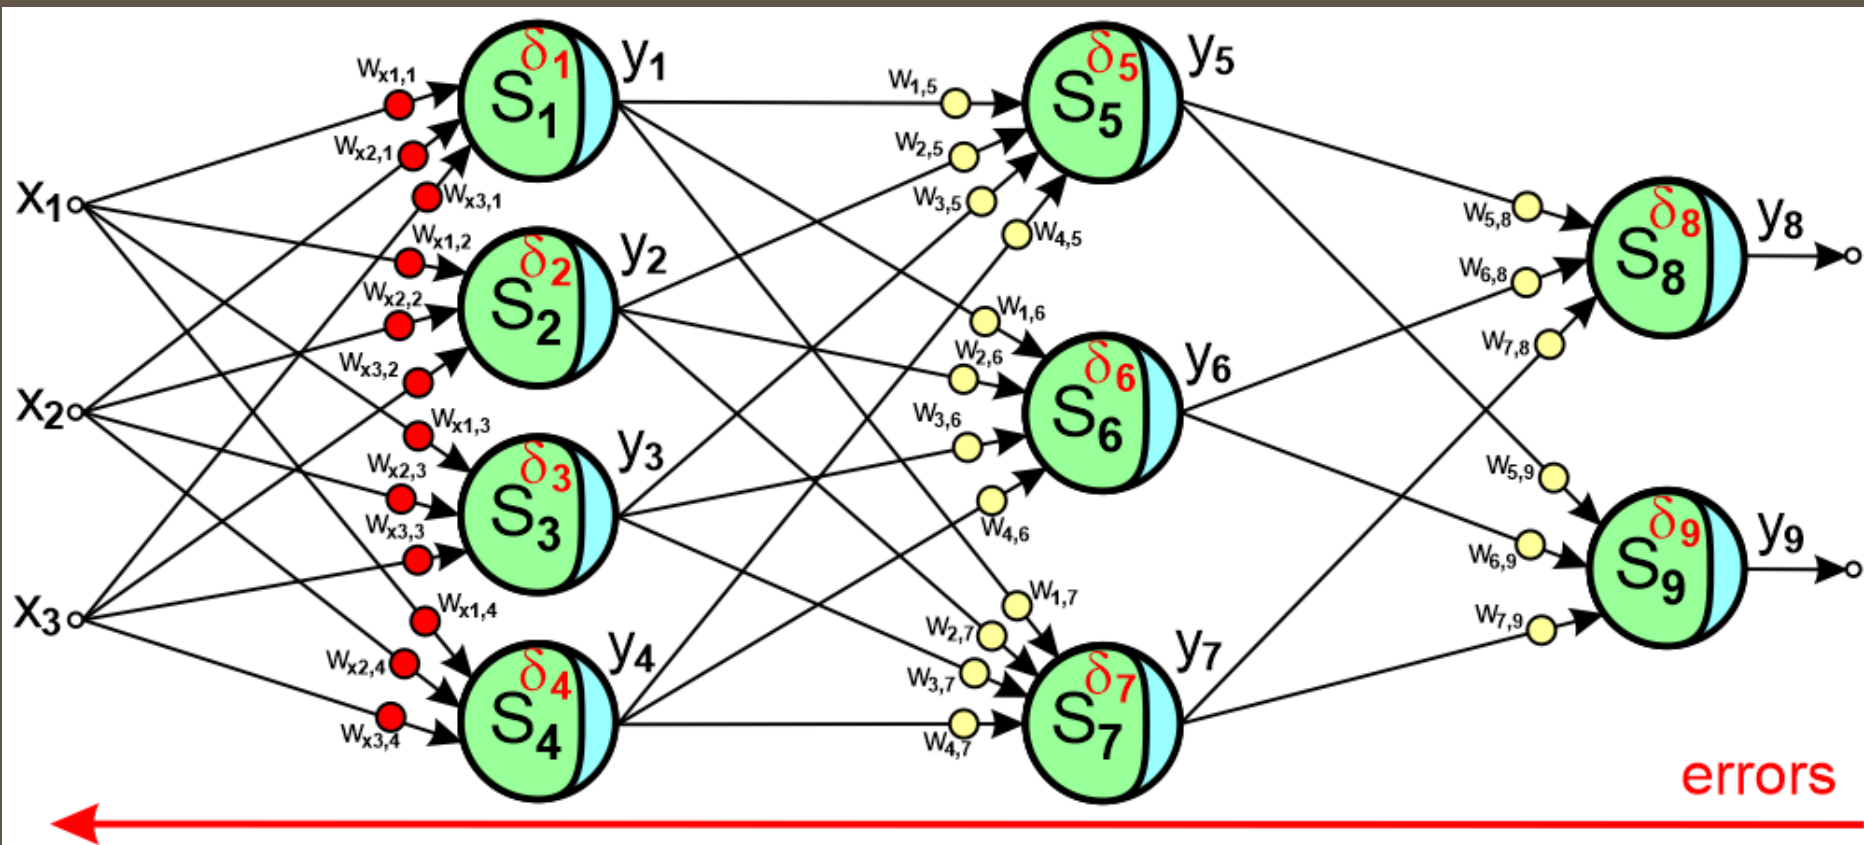 x1
x2
x3
Wx1,1
Wx2,1
Wx3,1
Wx1,2
Wx2,2
Wx3,2
Wx1,3
Wx2,3
Wx3,3
Wx1,4
Wx2,4
Wx3,4
δ1
S1
y1
δ2
S2
y2
δ3
S3
y3
δ4
S4
y4
W1,5
W2,5
W3,5
W4,5
W1,6
W2,6
W3,6
W4,6
W1,7
W2,7
W3,7
W4,7
δ5
S5
y5
δ6
S6
y6
δ7
S7
y7
W5,8
W6,8
W7,8
W5,9
W6,9
W7,9
δ8
S8
y8
δ9
S9
y9
errors